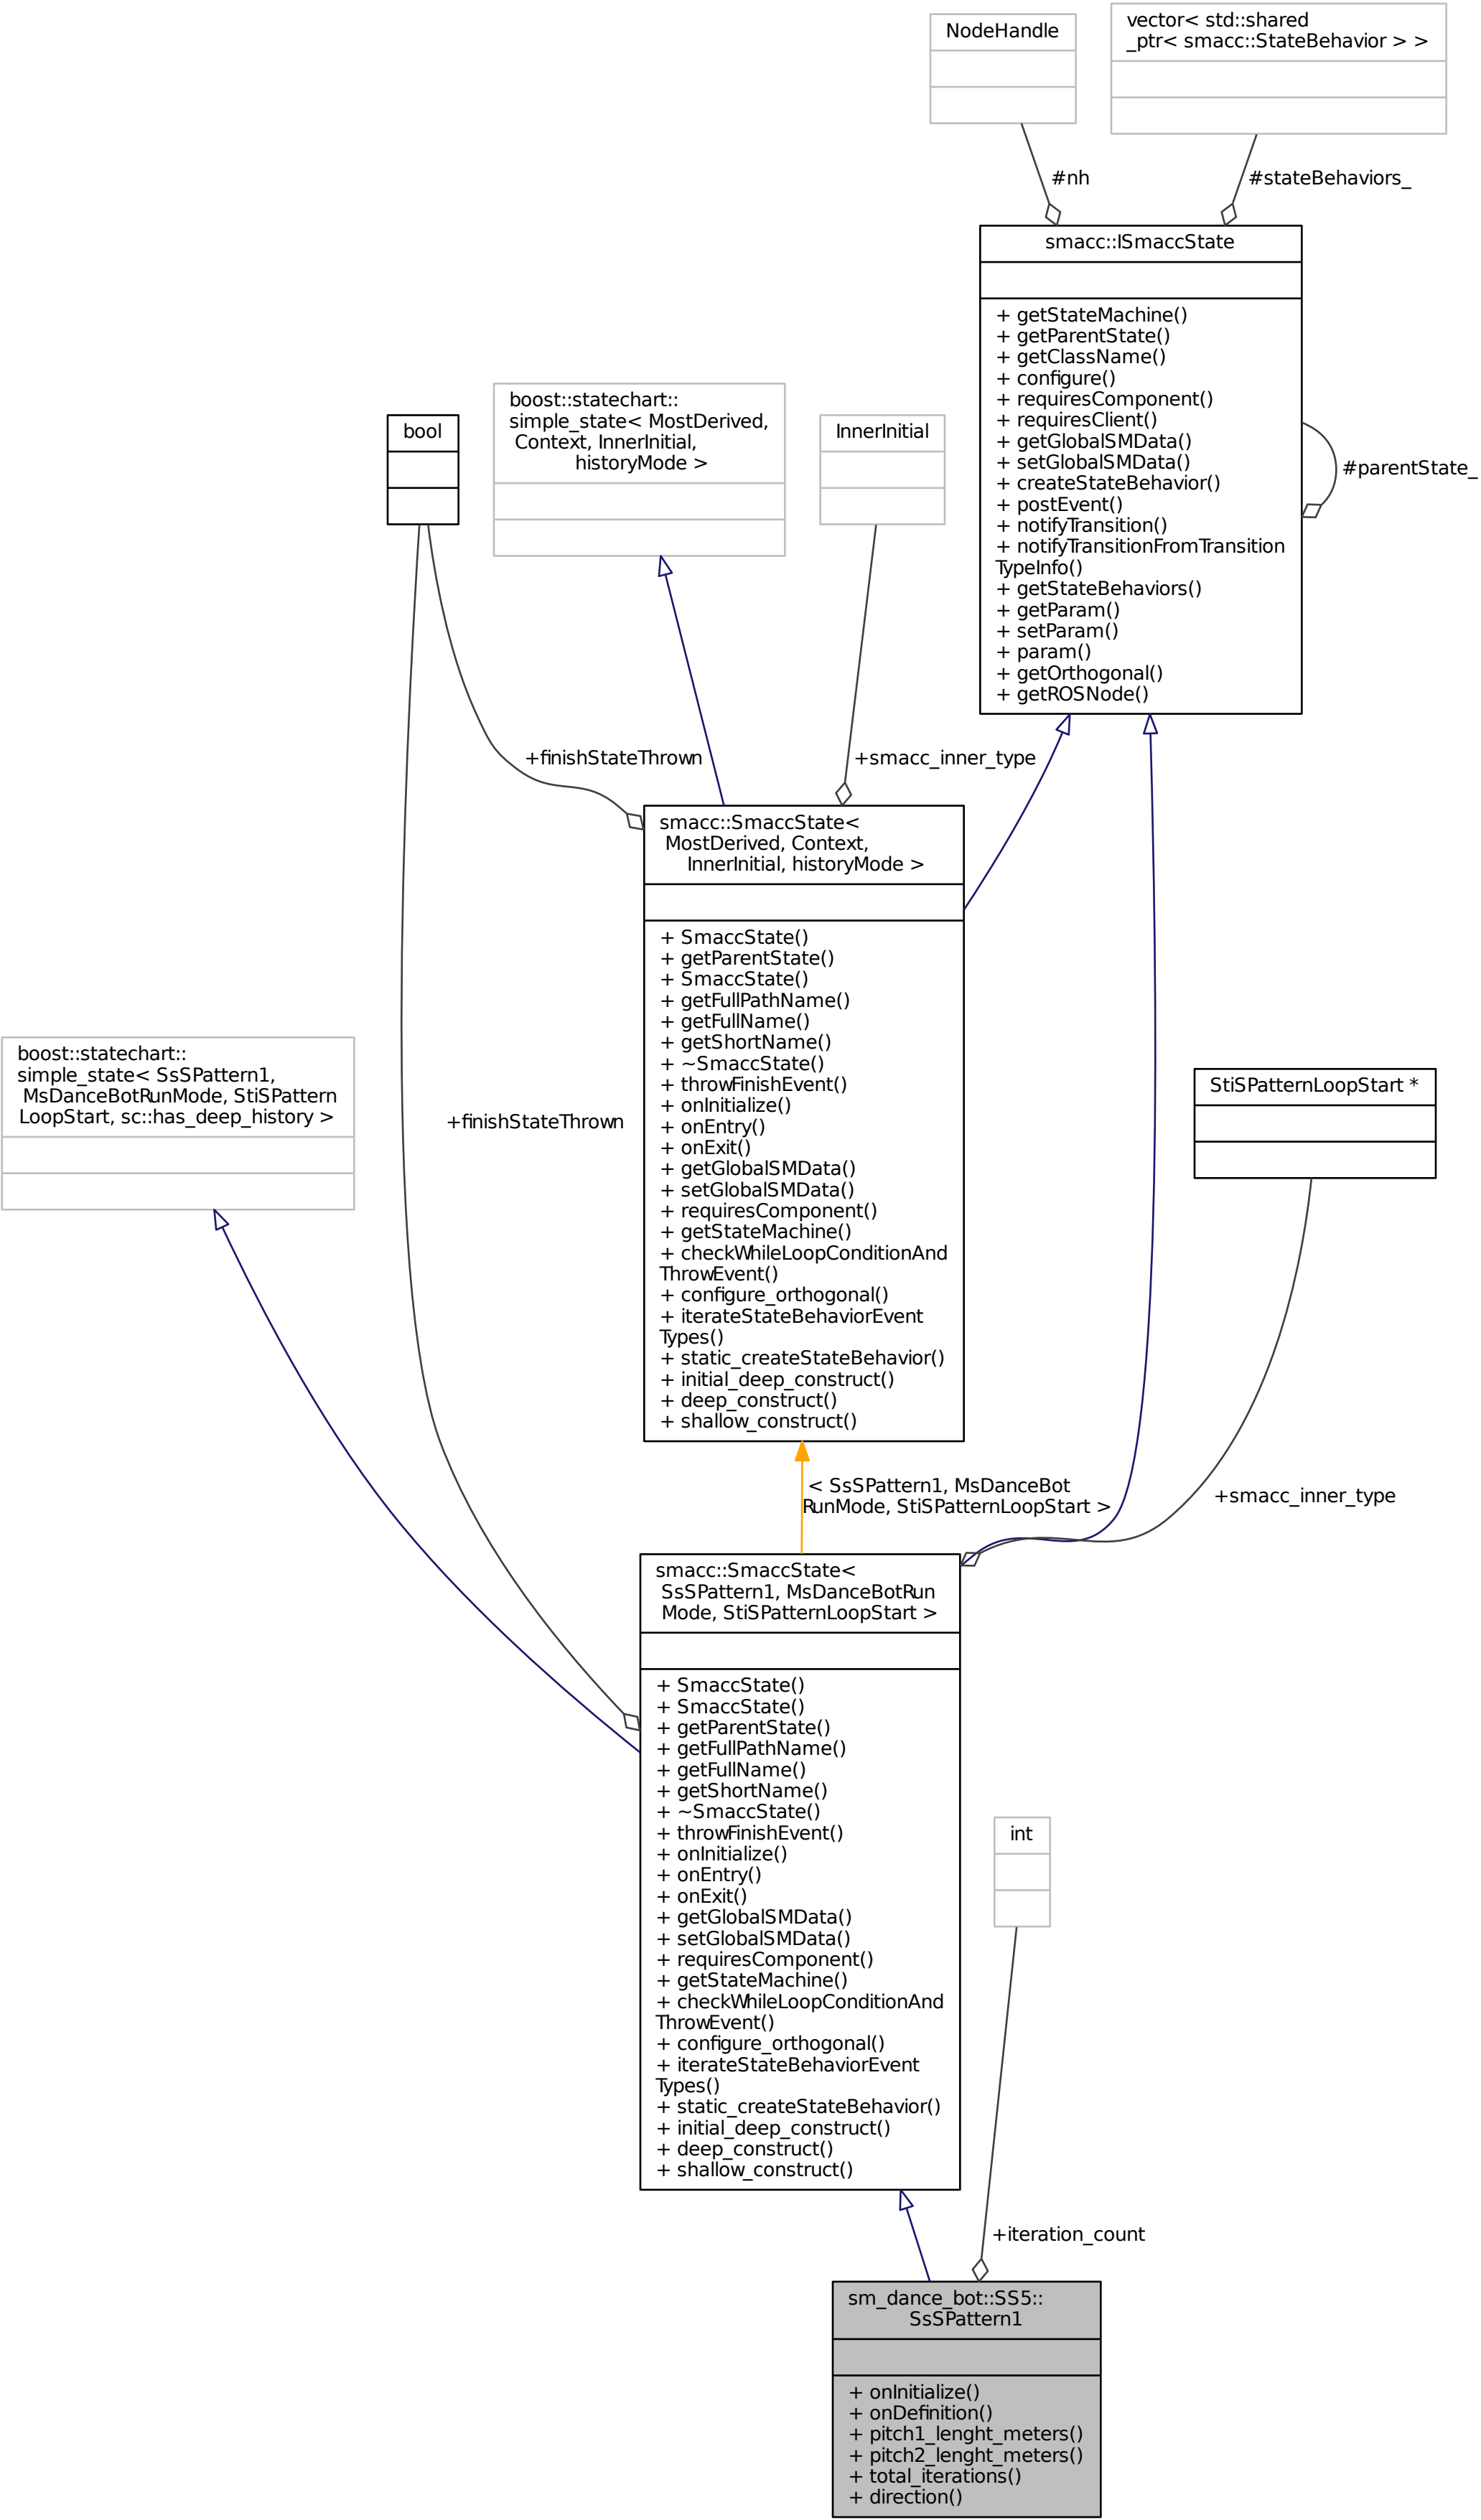 NodeHandle
vector< std::shared
_ptr< smacc::StateBehavior > >
#nh
#stateBehaviors_
smacc::ISmaccState
+ getStateMachine()
+ getParentState()
+ getClassName()
+ configure()
+ requiresComponent()
+ requiresClient()
+ getGlobalSMData()
+ setGlobalSMData()
+ createStateBehavior()
+ postEvent()
+ notifyTransition()
+ notifyTransitionFromTransition
TypeInfo()
+ getStateBehaviors()
+ getParam()
+ setParam()
+ param()
+ getOrthogonal()
+ getROSNode()
#parentState_
bool
boost::statechart::
simple_state< MostDerived,
Context, InnerInitial,
historyMode >
InnerInitial
+finishStateThrown
+smacc_inner_type
smacc::SmaccState<
MostDerived, Context,
InnerInitial, historyMode >
+ SmaccState()
+ getParentState()
+ SmaccState()
+ getFullPathName()
+ getFullName()
+ getShortName()
+ ~SmaccState()
+ throwFinishEvent()
+ onInitialize()
+ onEntry()
+ onExit()
+ getGlobalSMData()
+ setGlobalSMData()
+ requiresComponent()
+ getStateMachine()
+ checkWhileLoopConditionAnd
ThrowEvent()
+ configure_orthogonal()
+ iterateStateBehaviorEvent
Types()
+ static_createStateBehavior()
+ initial_deep_construct()
+ deep_construct()
+ shallow_construct()
boost::statechart::
simple_state< SsSPattern1,
MsDanceBotRunMode, StiSPattern
LoopStart, sc::has_deep_history >
+finishStateThrown
StiSPatternLoopStart *
< SsSPattern1, MsDanceBot
RunMode, StiSPatternLoopStart >
+smacc_inner_type
smacc::SmaccState<
SsSPattern1, MsDanceBotRun
Mode, StiSPatternLoopStart >
+ SmaccState()
+ SmaccState()
+ getParentState()
+ getFullPathName()
+ getFullName()
+ getShortName()
+ ~SmaccState()
+ throwFinishEvent()
+ onInitialize()
+ onEntry()
+ onExit()
+ getGlobalSMData()
+ setGlobalSMData()
+ requiresComponent()
+ getStateMachine()
+ checkWhileLoopConditionAnd
ThrowEvent()
+ configure_orthogonal()
+ iterateStateBehaviorEvent
Types()
+ static_createStateBehavior()
+ initial_deep_construct()
+ deep_construct()
+ shallow_construct()
int
+iteration_count
sm_dance_bot::SS5::
SsSPattern1
+ onInitialize()
+ onDefinition()
+ pitch1_lenght_meters()
+ pitch2_lenght_meters()
+ total_iterations()
+ direction()